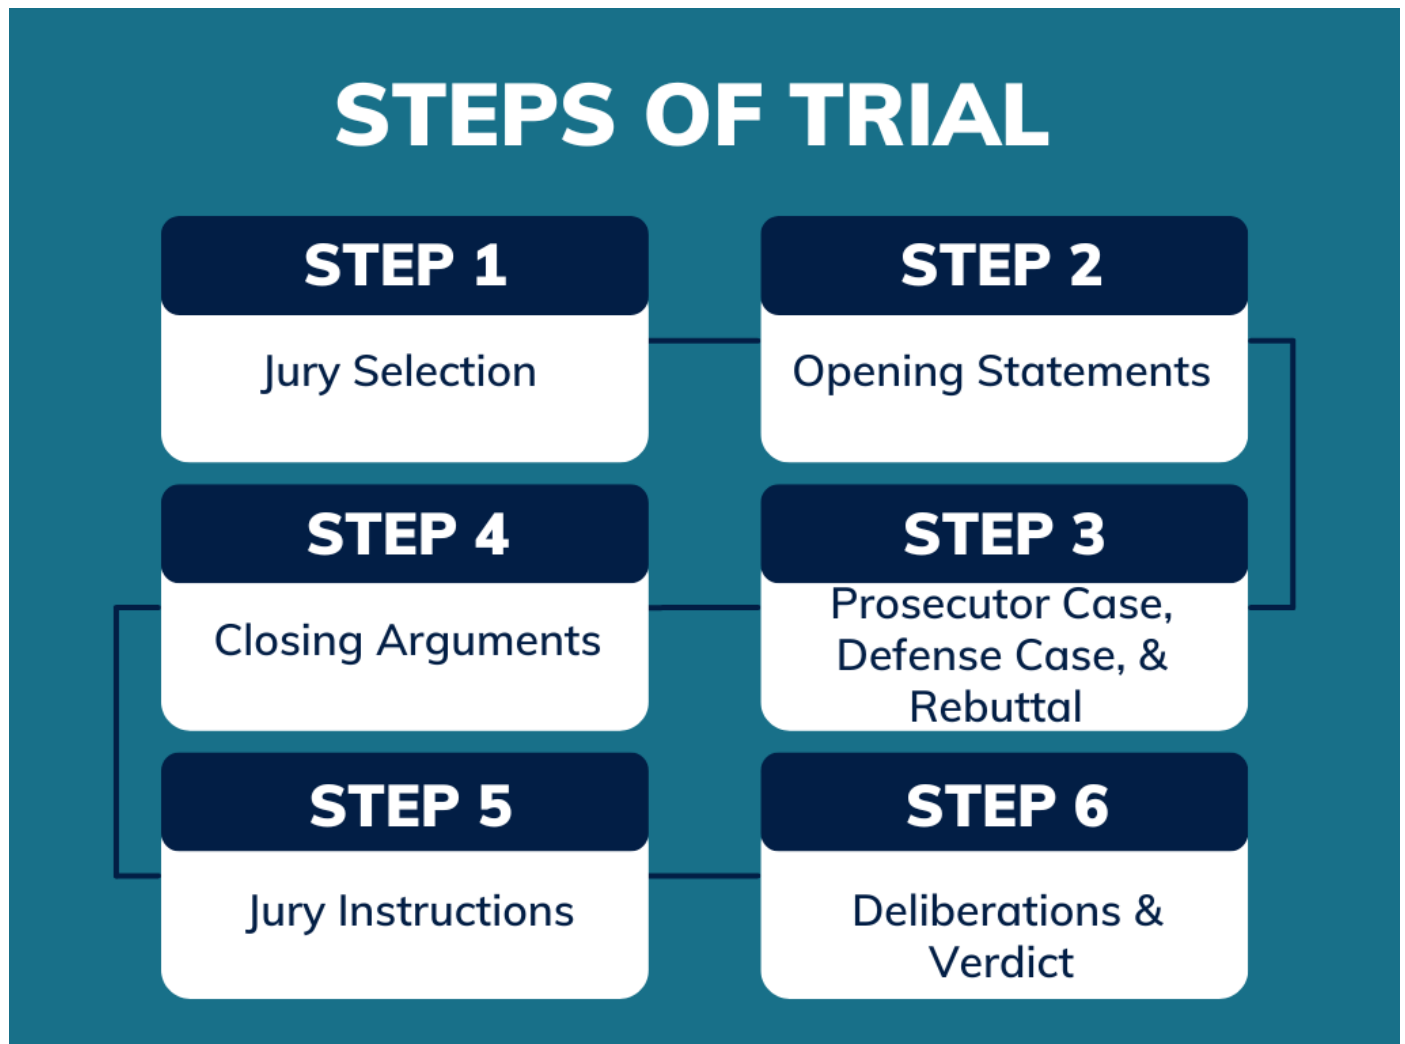 STEPS OF TRIAL
STEP 1
Jury Selection
STEP 2
Opening Statements
STEP 3
Prosecutor Case,
Defense Case, &
Rebuttal
STEP 4
Closing Arguments
STEP 5
Jury Instructions
STEP 6
Deliberations &
Verdict